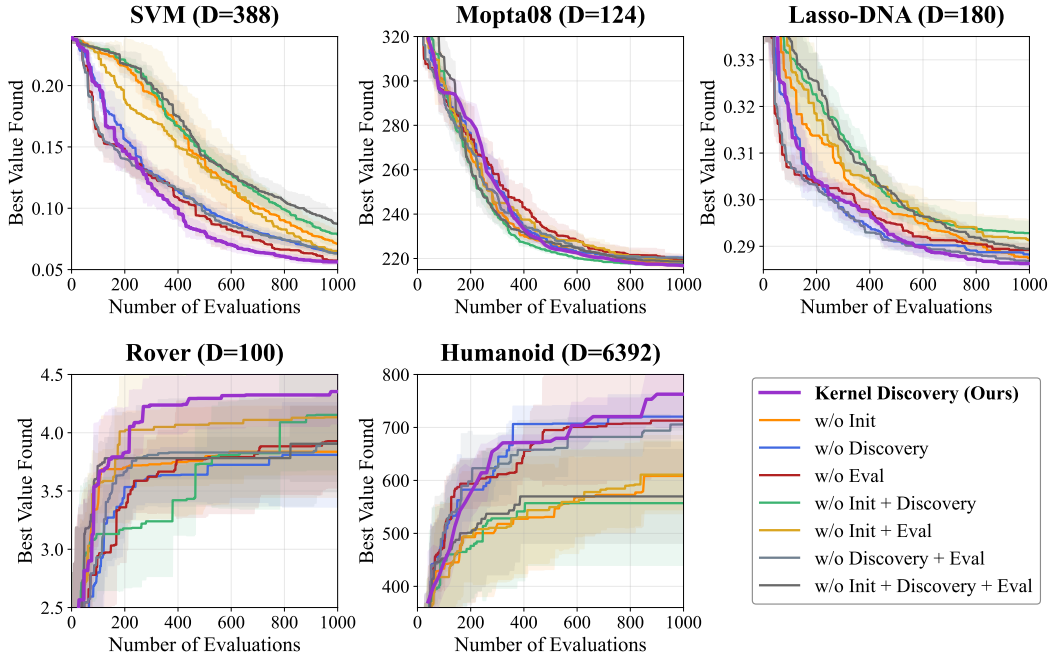 SVM (D=388)
Mopta08 (D=124)
Lasso-DNA (D=180)
Best Value Found
0.20
0.15
0.10
0.05
0 200 400 600 800 1000
Number of Evaluations
Best Value Found
320
300
280
260
240
220
0 200 400 600 800 1000
Number of Evaluations
Best Value Found
0.33
0.32
0.31
0.30
0.29
0 200 400 600 800 1000
Number of Evaluations
Rover (D=100)
Humanoid (D=6392)
Best Value Found
4.5
4.0
3.5
3.0
2.5
0 200 400 600 800 1000
Number of Evaluations
Best Value Found
800
700
600
500
400
0 200 400 600 800 1000
Number of Evaluations
Kernel Discovery (Ours)
w/o Init
w/o Discovery
w/o Eval
w/o Init + Discovery
w/o Init + Eval
w/o Discovery + Eval
w/o Init + Discovery + Eval